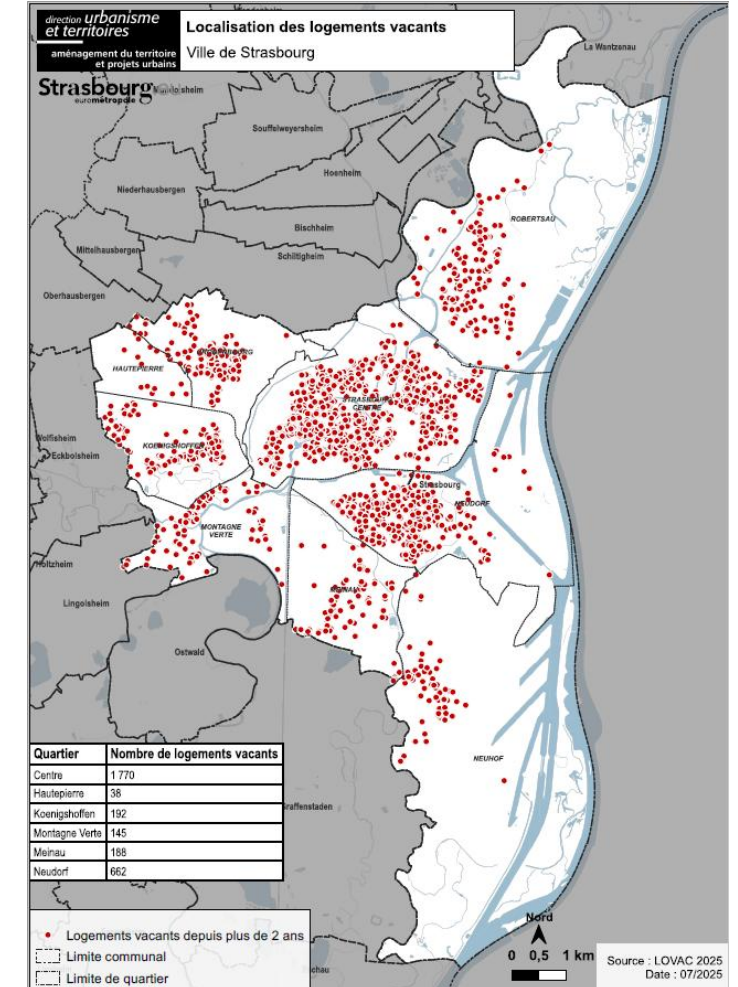 direction urbanisme
et territoires
aménagement du territoire
et projets urbains
Strasbourg.eu
eurométropole
Localisation des logements vacants
Ville de Strasbourg
La Wantzenau
Souffelweyersheim
Hoenheim
Niederhausbergen
Bischheim
Mittelhausbergen
Schiltigheim
Oberhausbergen
ROBERTSAU
HAUTEPIERRE
STRASBOURG
CENTRE
Wolfisheim
Eckbolsheim
KOENIGSHOFFEN
Strasbourg
NEUDORF
MONTAGNE
VERTE
Holtzheim
Lingolsheim
MEINAU
Ostwald
NEUHOF
Graffenstaden
Quartier Nombre de logements vacants
Centre 1 770
Hautepierre 38
Koenigshoffen 192
Montagne Verte 145
Meinau 188
Neudorf 662
Logements vacants depuis plus de 2 ans
Limite communal
Limite de quartier
Nord
0 0,5 1 km
Source : LOVAC 2025
Date : 07/2025